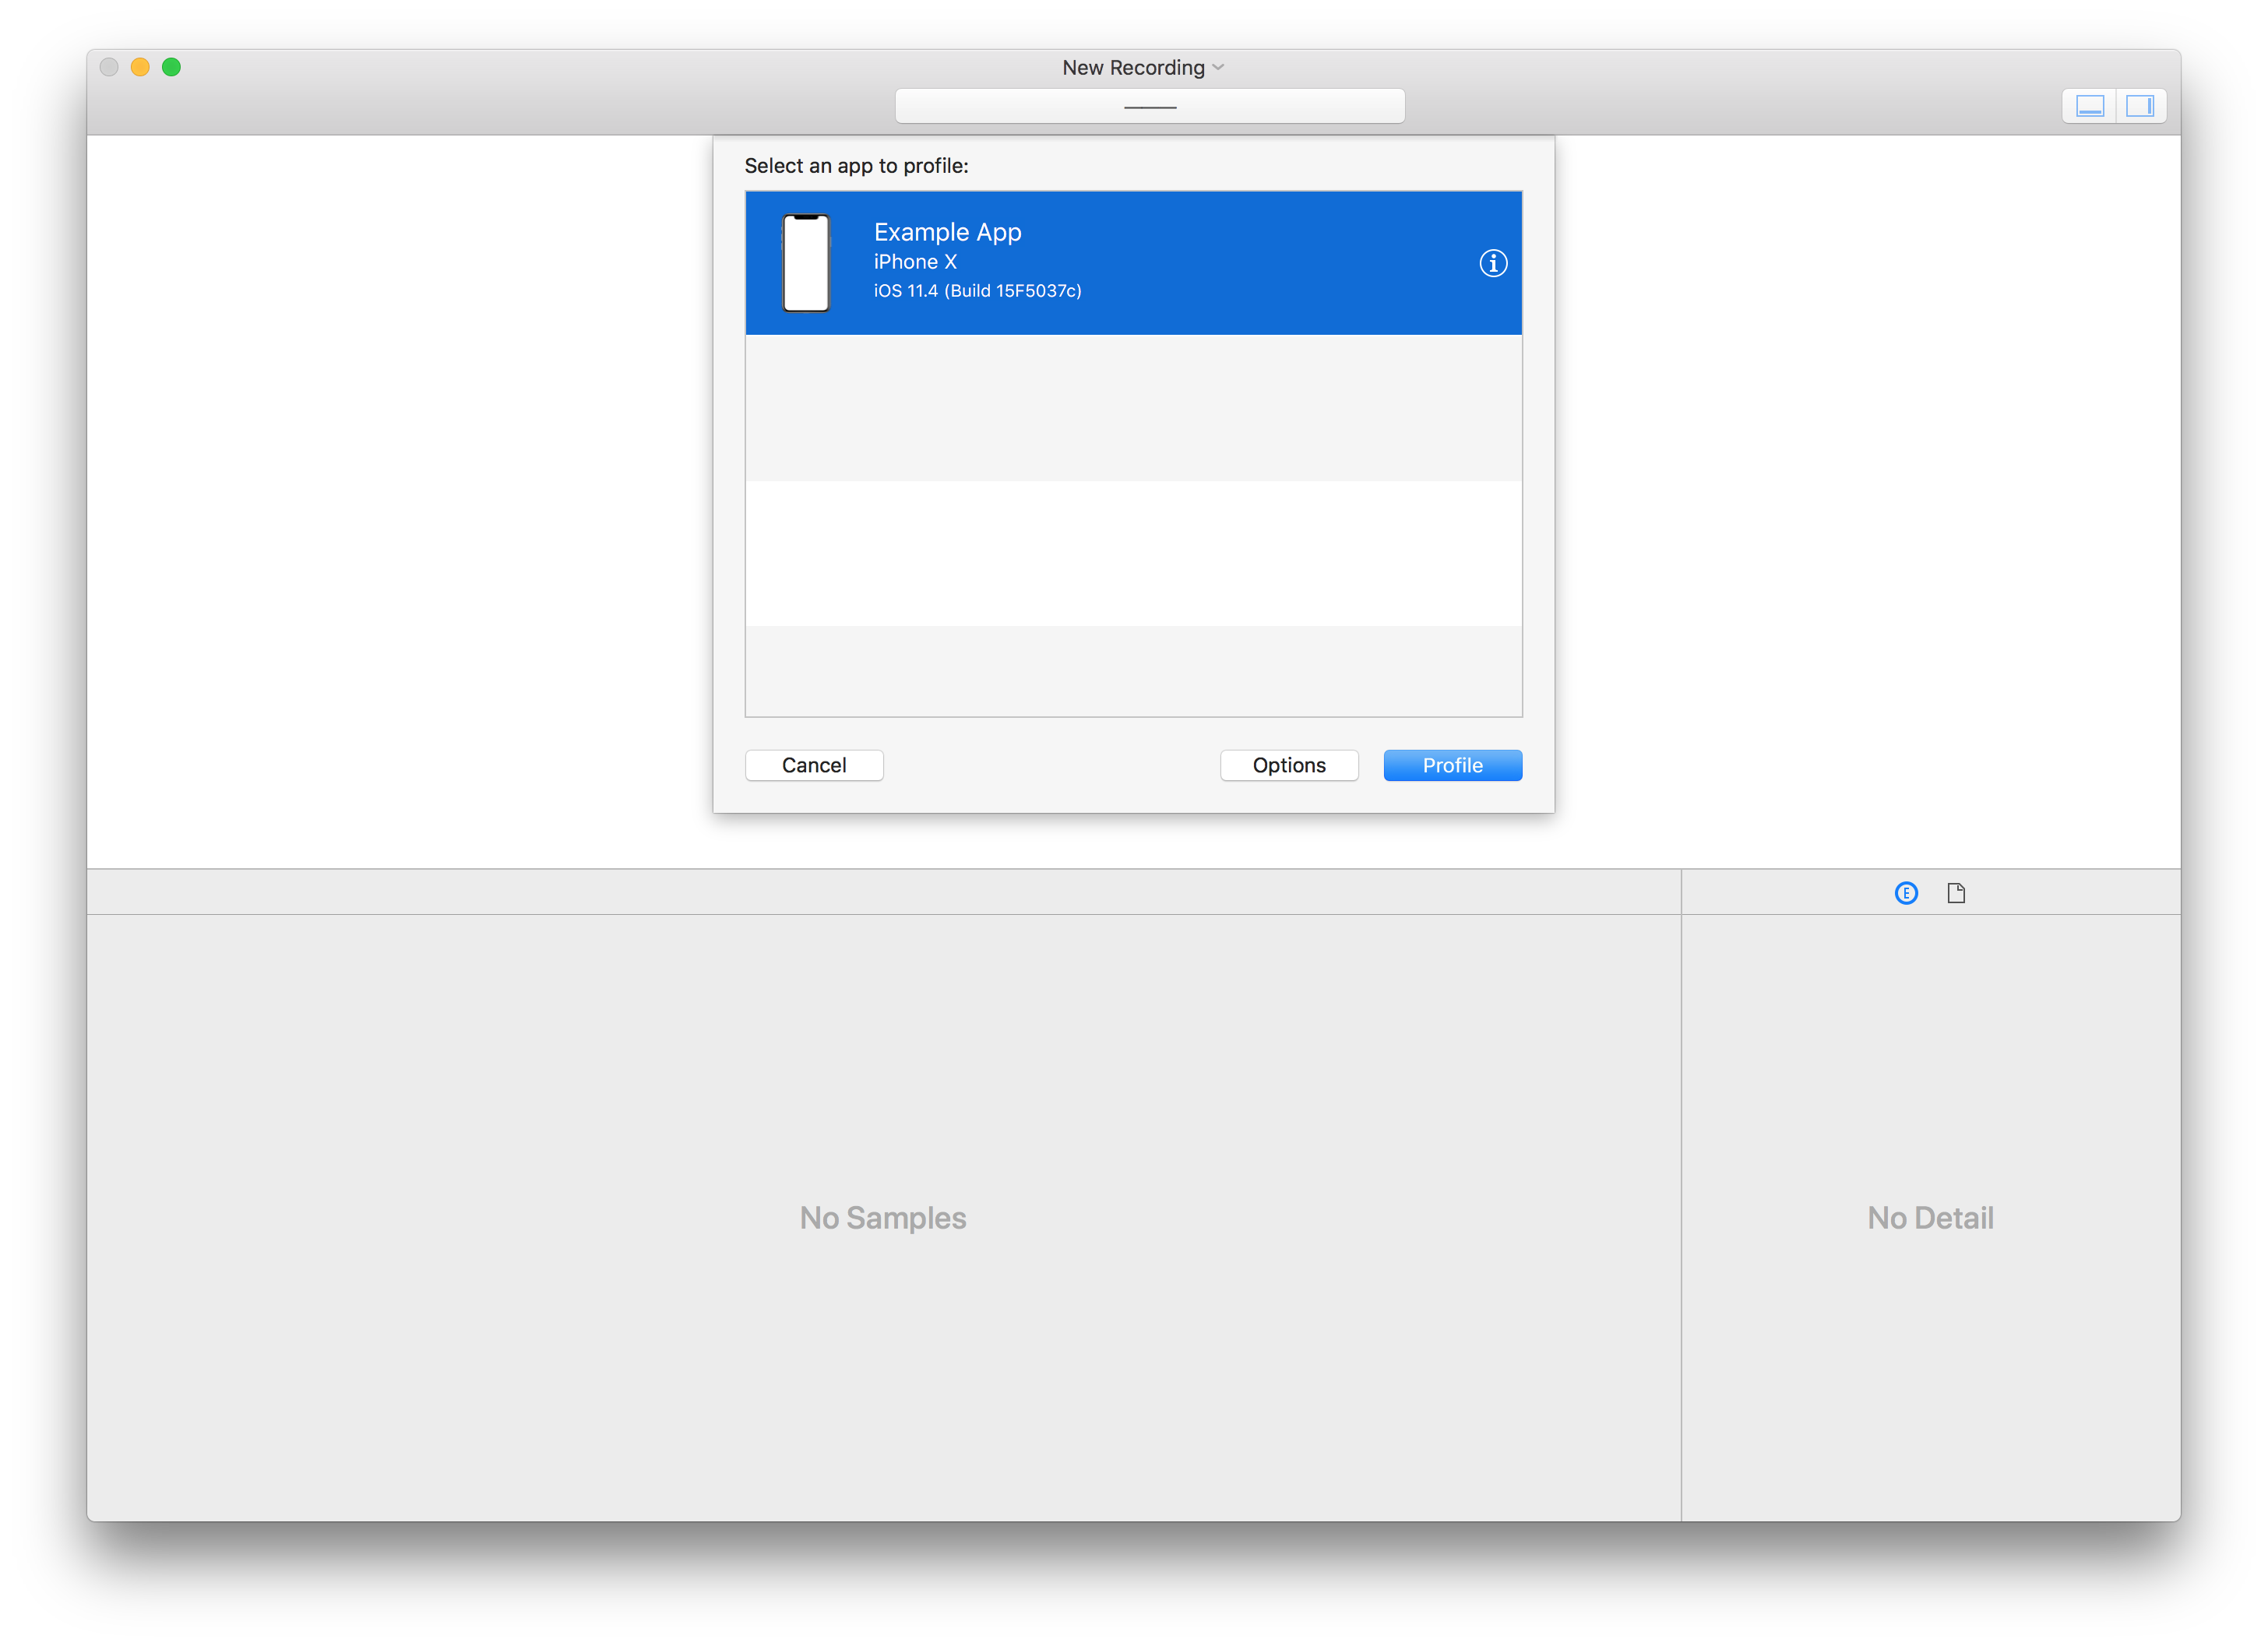 New Recording
Select an app to profile:
Example App
iPhone X
iOS 11.4 (Build 15F5037c)
Cancel
Options
Profile
E
No Samples
No Detail